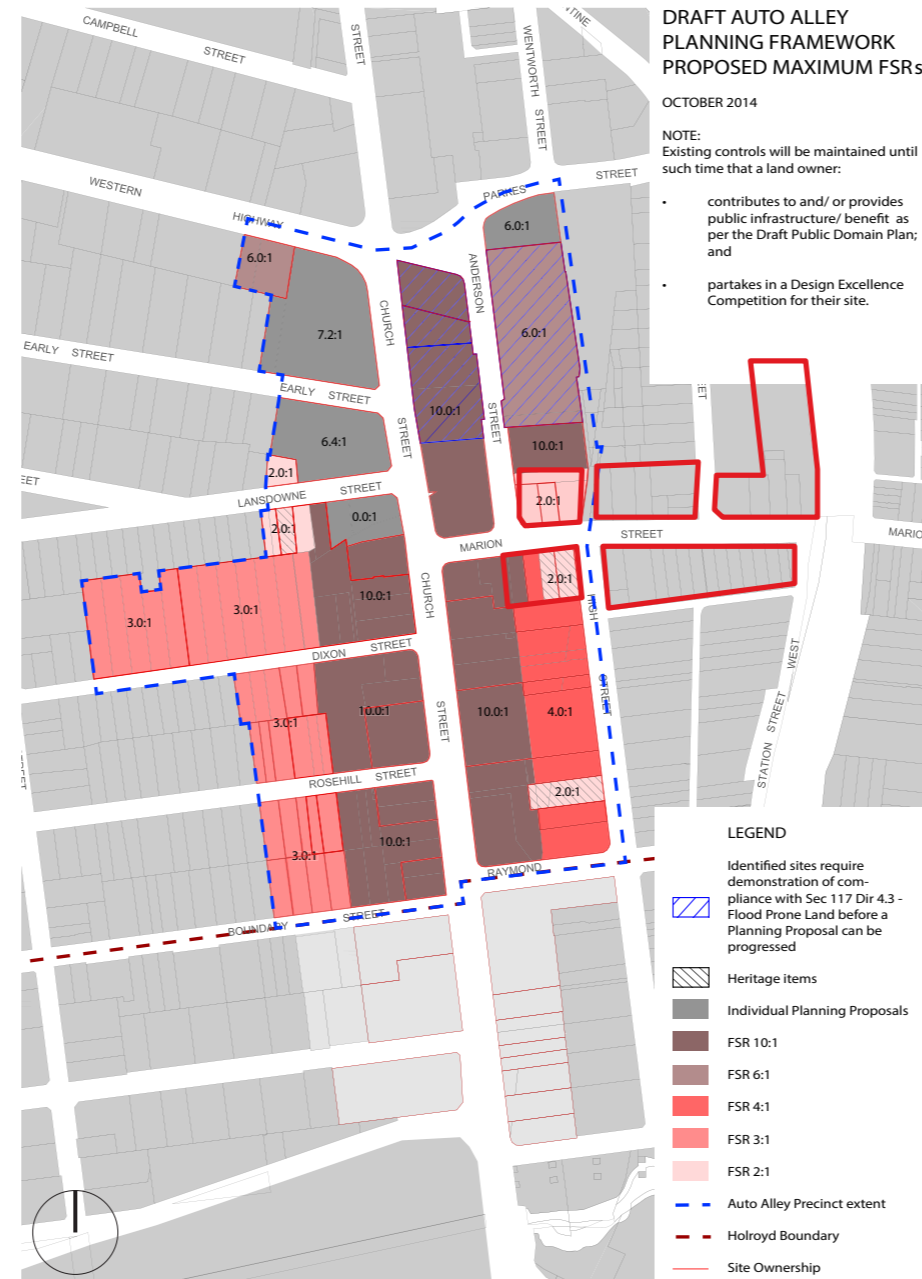 DRAFT AUTO ALLEY
PLANNING FRAMEWORK
PROPOSED MAXIMUM FSRs
OCTOBER 2014
NOTE:
Existing controls will be maintained until
such time that a land owner:
• contributes to and/ or provides
public infrastructure/ benefit as
per the Draft Public Domain Plan;
and
• partakes in a Design Excellence
Competition for their site.
CAMPBELL STREET
STREET
WENTWORTH STREET
TINE
WESTERN HIGHWAY
PARKES STREET
6.0:1
6.0:1
7.2:1
CHURCH STREET
ANDERSON STREET
6.0:1
EARLY STREET
EARLY STREET
10.0:1
6.4:1
10.0:1
ET
2.0:1
EET
LANSDOWNE STREET
2.0:1
2.0:1
0.0:1
MARION STREET
MARIO
3.0:1
3.0:1
10.0:1
CHURCH STREET
2.0:1
HIGH STREET
DIXON STREET
STATION STREET WEST
3.0:1
10.0:1
10.0:1
4.0:1
REET
ROSEHILL STREET
2.0:1
3.0:1
10.0:1
RAYMOND
BOUNDARY STREET
LEGEND
Identified sites require
demonstration of com-
pliance with Sec 117 Dir 4.3 -
Flood Prone Land before a
Planning Proposal can be
progressed
Heritage items
Individual Planning Proposals
FSR 10:1
FSR 6:1
FSR 4:1
FSR 3:1
FSR 2:1
Auto Alley Precinct extent
Holroyd Boundary
Site Ownership